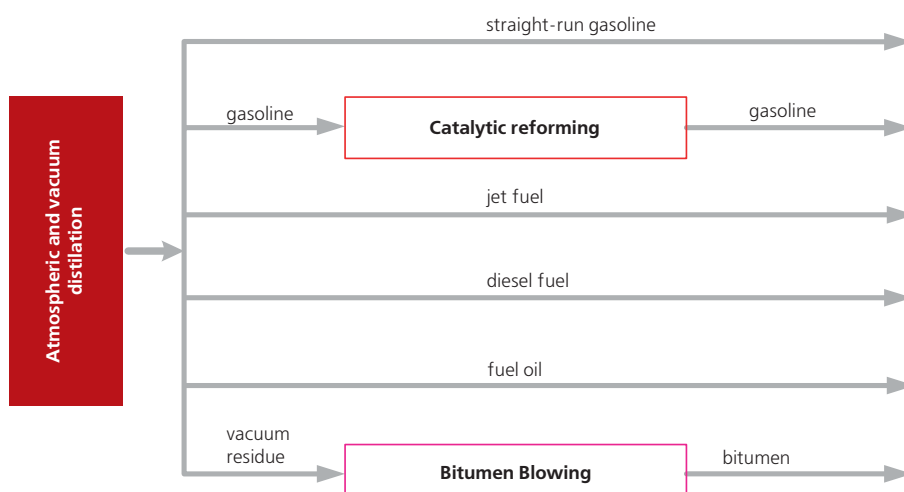 straight-run gasoline
gasoline
Catalytic reforming
gasoline
jet fuel
Atmospheric and vacuum
distilation
diesel fuel
fuel oil
vacuum
residue
Bitumen Blowing
bitumen